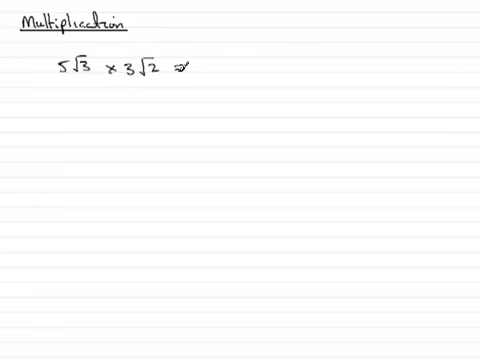 Multiplication
5√3 × 3√2 =